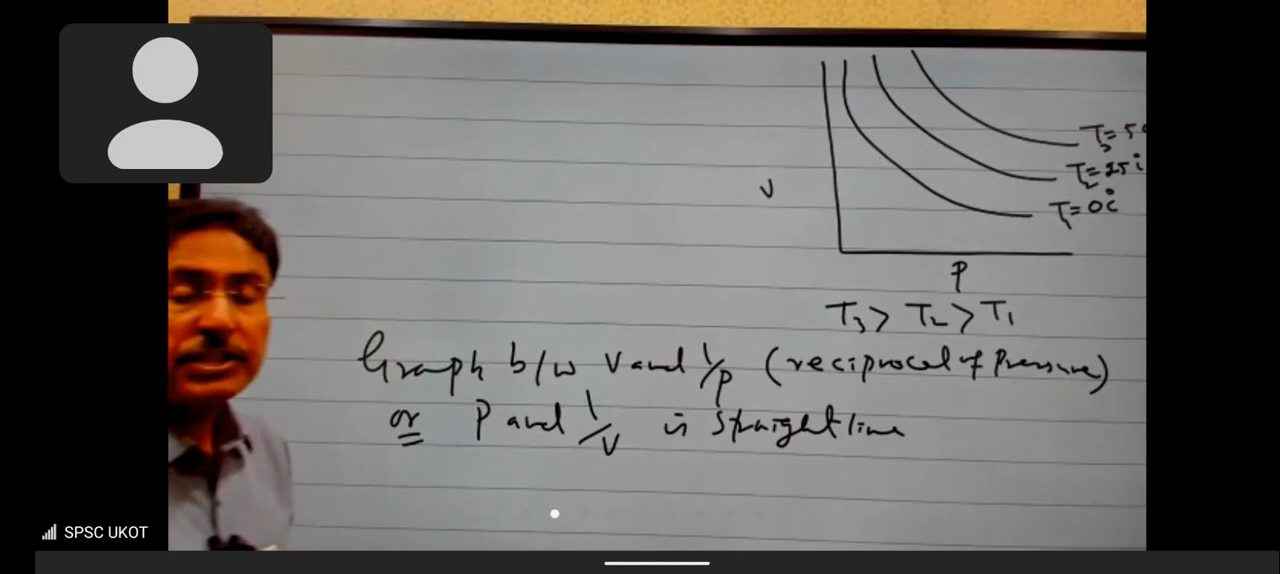 T₃= 5
T₂= 25°C
T₁= 0°C
V
P
T₃ > T₂ > T₁
Graph b/w V and 1/P (reciprocal of Pressure)
or P and 1/V is straight line
SPSC UKOT